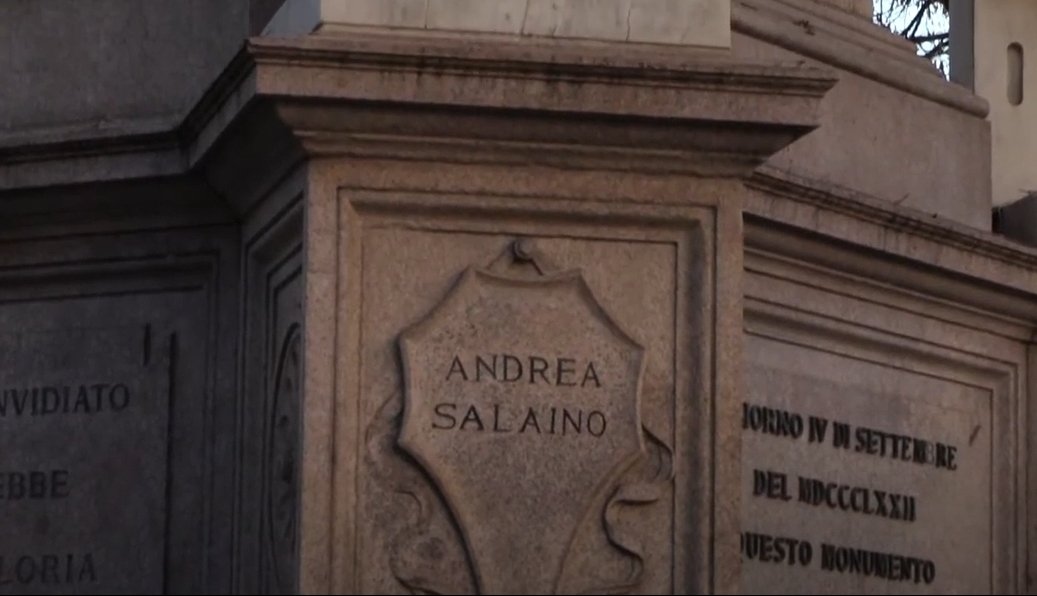 NVIDIATO
EBBE
LORIA
ANDREA
SALAINO
IORNO IV DI SETTEMBRE
DEL MDCCCLXXII
QUESTO MONUMENTO